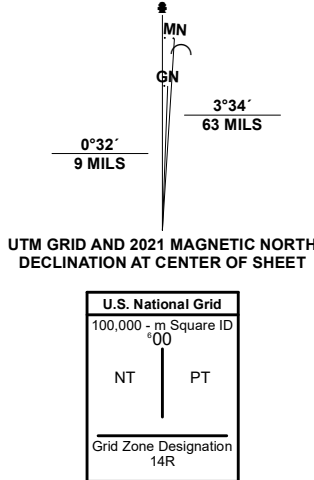 MN
GN
3°34´
63 MILS
0°32´
9 MILS
UTM GRID AND 2021 MAGNETIC NORTH
DECLINATION AT CENTER OF SHEET
U.S. National Grid
100,000 - m Square ID
⁶00
NT PT
Grid Zone Designation
14R